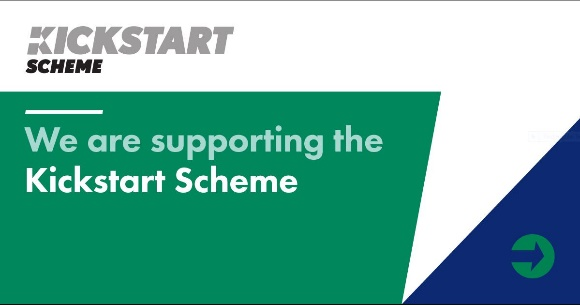 KICKSTART
SCHEME
We are supporting the
Kickstart Scheme